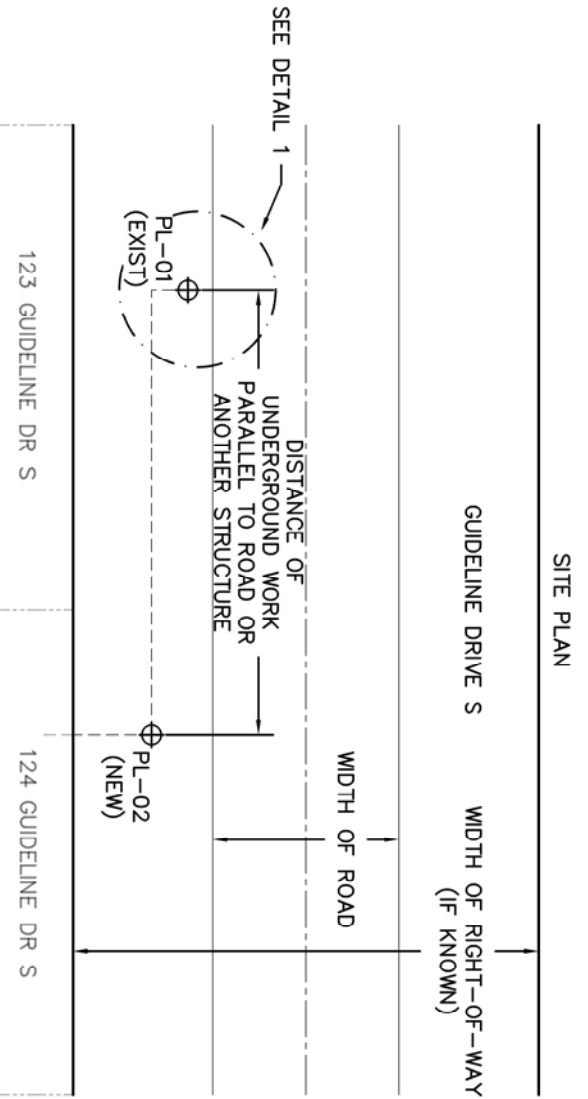 SITE PLAN
GUIDELINE DRIVE S
WIDTH OF RIGHT-OF-WAY
(IF KNOWN)
WIDTH OF ROAD
SEE DETAIL 1
DISTANCE OF
UNDERGROUND WORK
PARALLEL TO ROAD OR
ANOTHER STRUCTURE
PL-01
(EXIST)
PL-02
(NEW)
123 GUIDELINE DR S
124 GUIDELINE DR S